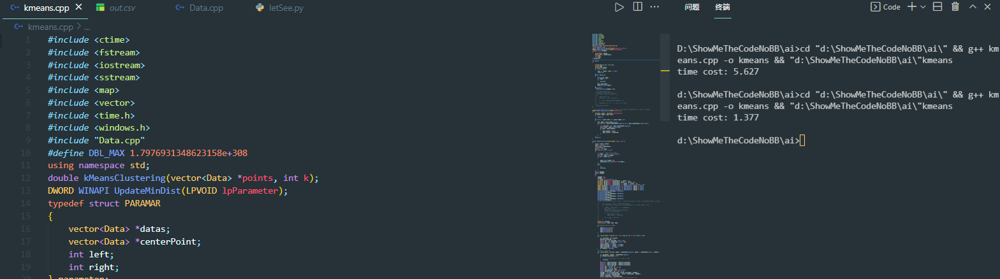 kmeans.cpp
out.csv
Data.cpp
letSee.py
问题
终端
Code
kmeans.cpp > ...
1 #include <ctime>
2 #include <fstream>
3 #include <iostream>
4 #include <sstream>
5 #include <map>
6 #include <vector>
7 #include <time.h>
8 #include <windows.h>
9 #include "Data.cpp"
10 #define DBL_MAX 1.7976931348623158e+308
11 using namespace std;
12 double kMeansClustering(vector<Data> *points, int k);
13 DWORD WINAPI UpdateMinDist(LPVOID lpParameter);
14 typedef struct PARAMAR
15 {
16 vector<Data> *datas;
17 vector<Data> *centerPoint;
18 int left;
19 int right;
20 } parameter;
D:\ShowMeTheCodeNoBB\ai>cd "d:\ShowMeTheCodeNoBB\ai\" && g++ km
eans.cpp -o kmeans && "d:\ShowMeTheCodeNoBB\ai\"kmeans
time cost: 5.627
d:\ShowMeTheCodeNoBB\ai>cd "d:\ShowMeTheCodeNoBB\ai\" && g++ km
eans.cpp -o kmeans && "d:\ShowMeTheCodeNoBB\ai\"kmeans
time cost: 1.377
d:\ShowMeTheCodeNoBB\ai>